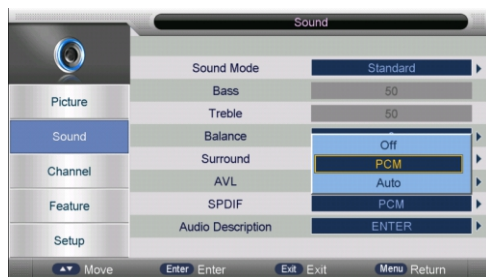 Sound
Sound Mode Standard
Bass 50
Picture
Treble 50
Sound
Balance
Off
Surround
PCM
Channel
AVL
Auto
Feature
SPDIF PCM
Audio Description ENTER
Setup
Move Enter Enter Exit Exit Menu Return